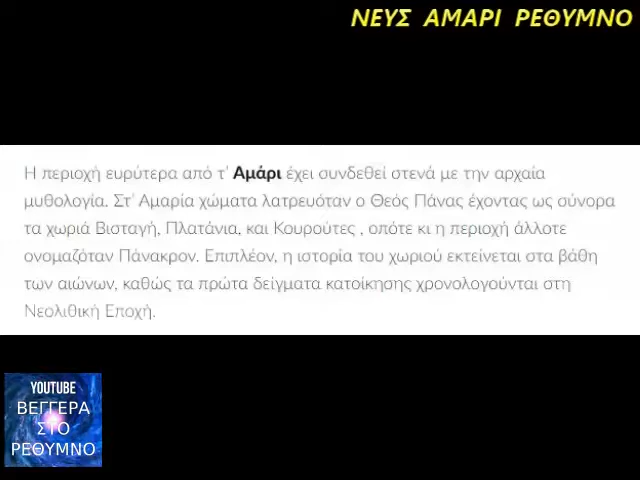 ΝΕΥΣ ΑΜΑΡΙ ΡΕΘΥΜΝΟ
Η περιοχή ευρύτερα από τ' Αμάρι έχει συνδεθεί στενά με την αρχαία
μυθολογία. Στ' Αμαρία χώματα λατρευόταν ο Θεός Πάνας έχοντας ως σύνορα
τα χωριά Βισταγή, Πλατάνια, και Κουρούτες , οπότε κι η περιοχή άλλοτε
ονομαζόταν Πάνακρον. Επιπλέον, η ιστορία του χωριού εκτείνεται στα βάθη
των αιώνων, καθώς τα πρώτα δείγματα κατοίκησης χρονολογούνται στη
Νεολιθική Εποχή.
YOUTUBE
ΒΕΓΓΕΡΑ
ΣΤΟ
ΡΕΘΥΜΝΟ